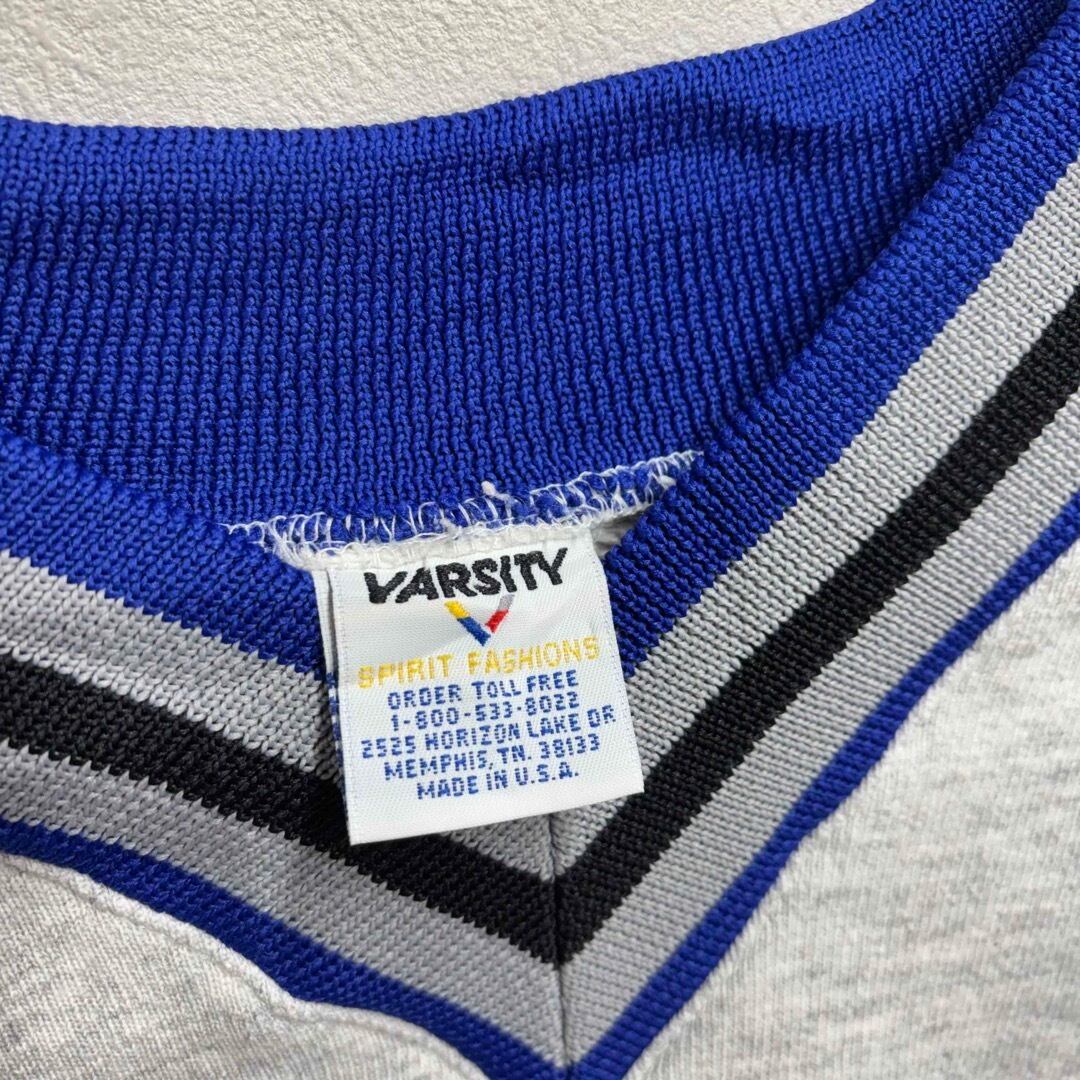 VARSITY
SPIRIT FASHIONS
ORDER TOLL FREE
1-800-533-8022
2525 HORIZON LAKE DR
MEMPHIS, TN. 38133
MADE IN U.S.A.